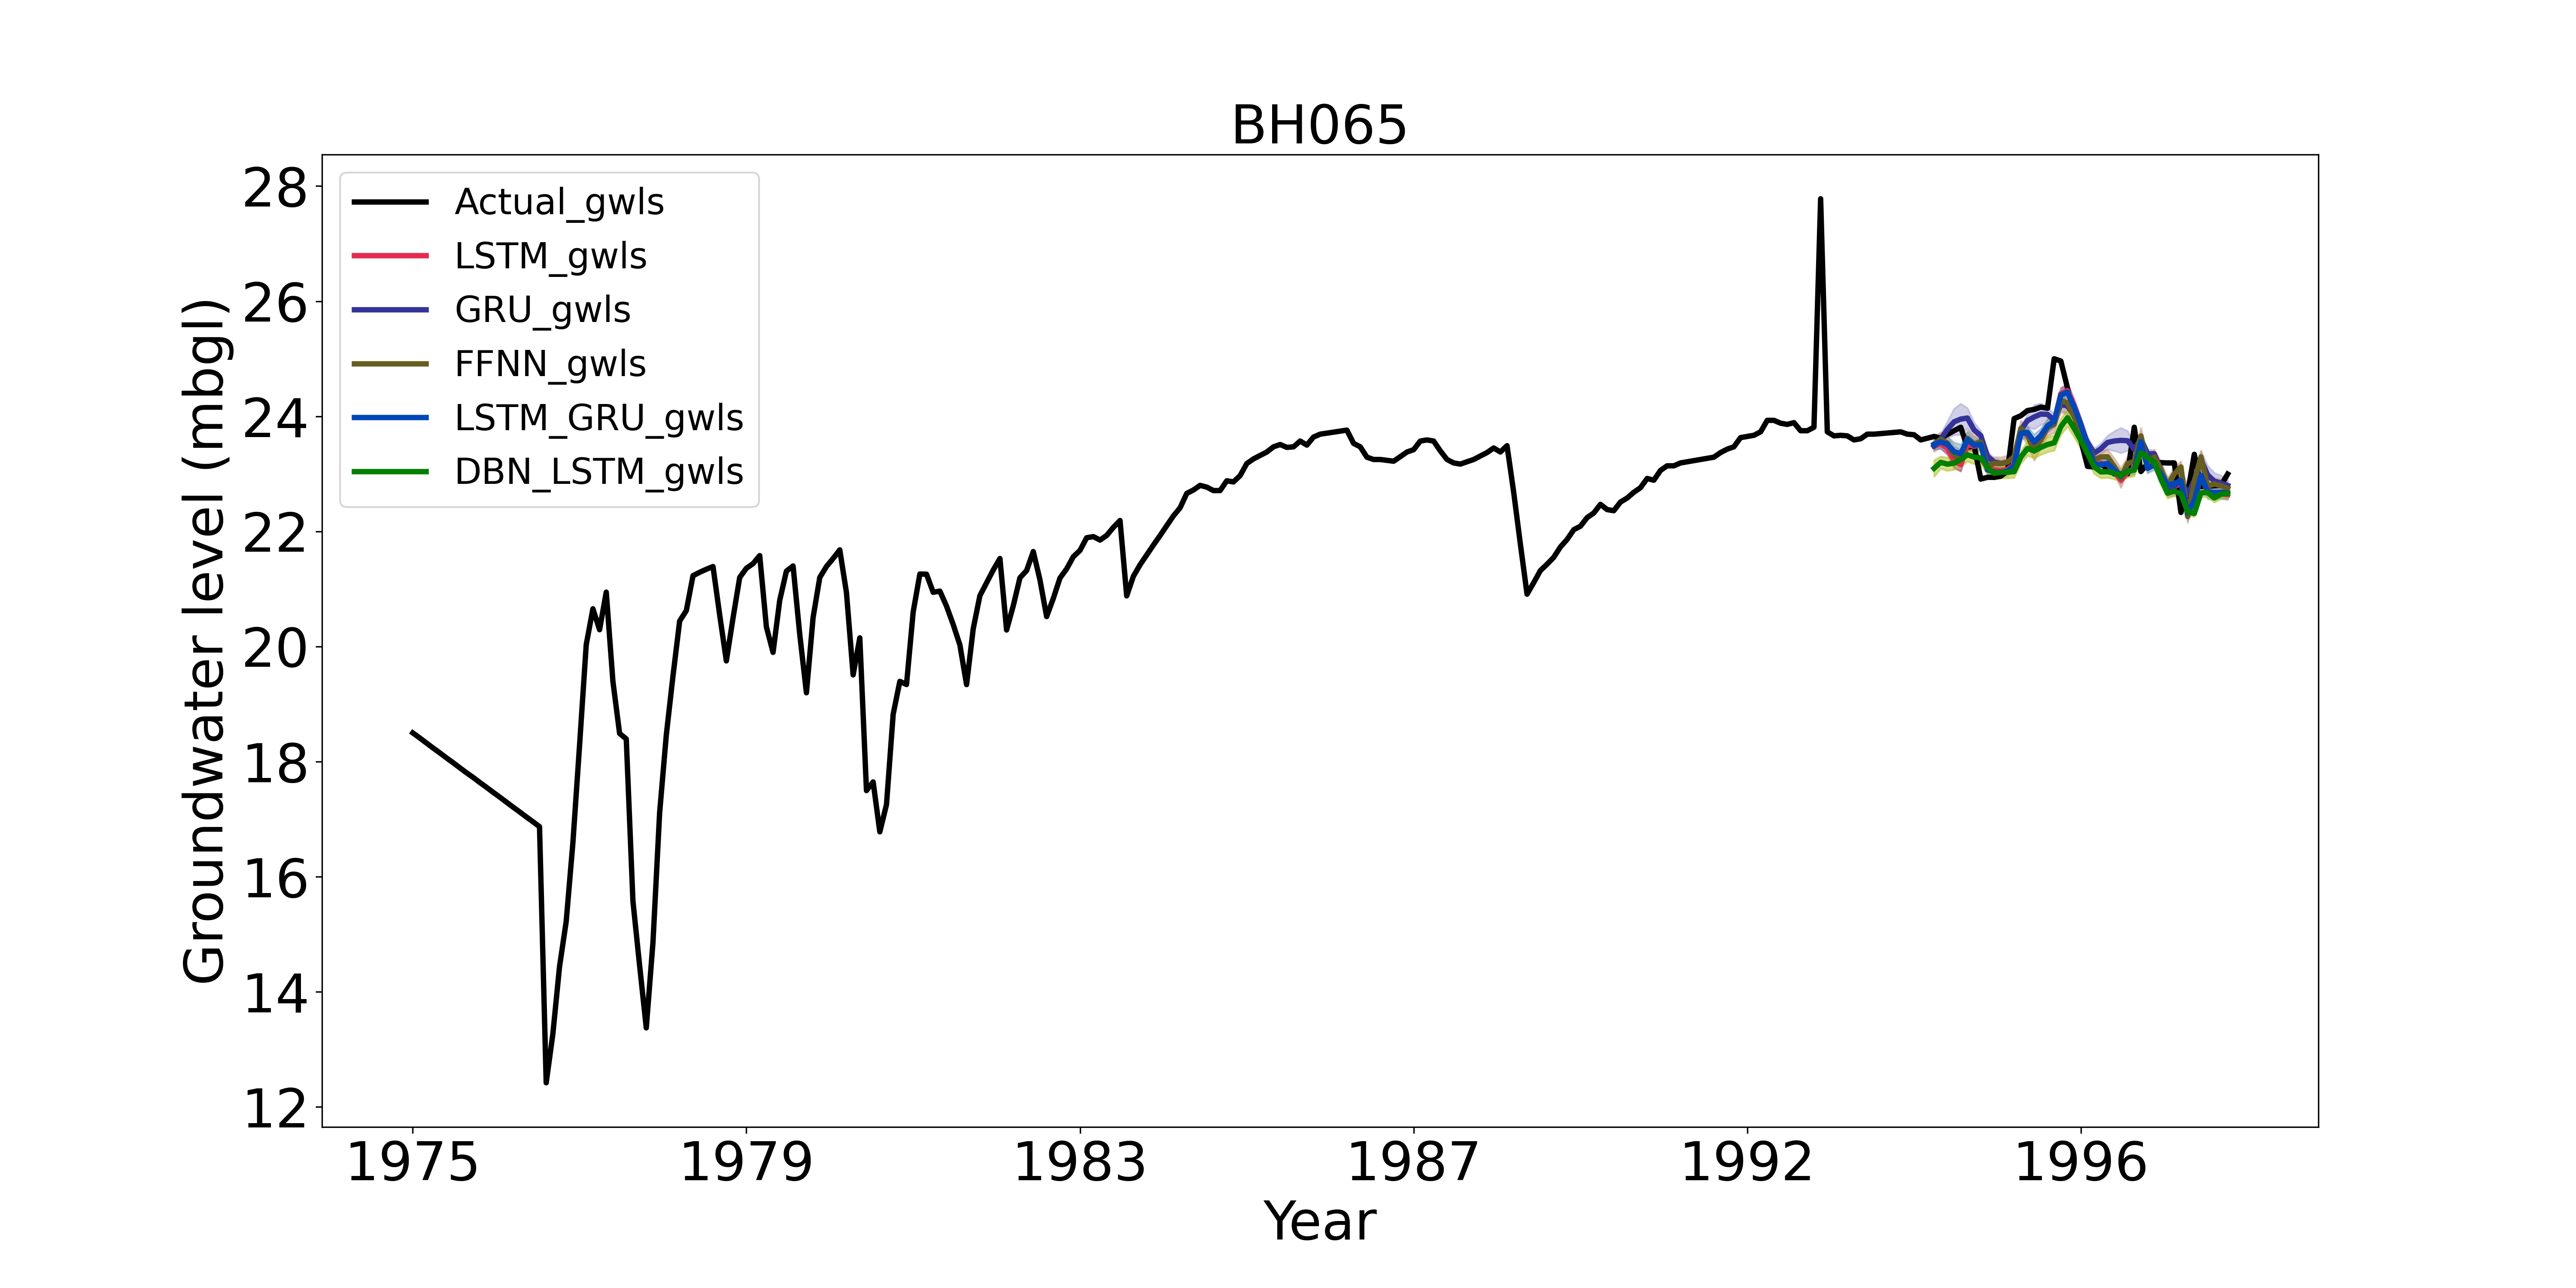 BH065
28
26
24
22
20
18
16
14
12
Groundwater level (mbgl)
Actual_gwls
LSTM_gwls
GRU_gwls
FFNN_gwls
LSTM_GRU_gwls
DBN_LSTM_gwls
1975 1979 1983 1987 1992 1996
Year